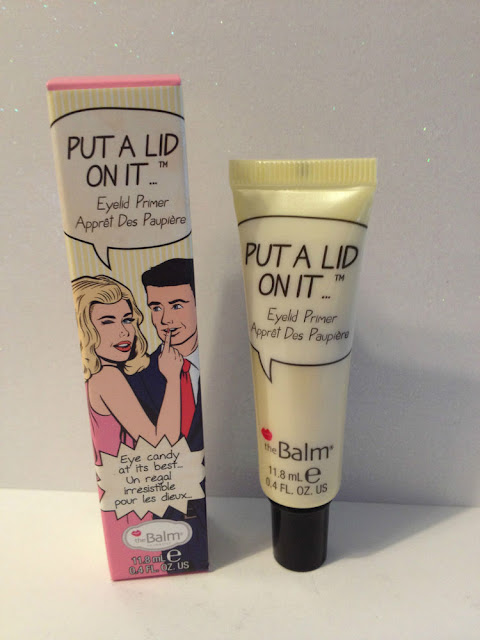 PUT A LID
ON IT...™
Eyelid Primer
Apprêt Des Paupière
Eye candy
at its best...
Un régal
irresistible
pour les dieux...
theBalm®
11.8 mL e
0.4 FL. OZ. US
PUT A LID
ON IT...™
Eyelid Primer
Apprêt Des Paupière
theBalm®
11.8 mL e
0.4 FL. OZ. US